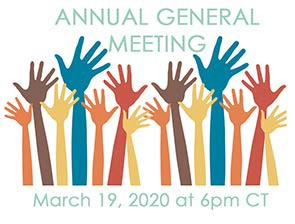 ANNUAL GENERAL
MEETING
March 19, 2020 at 6pm CT